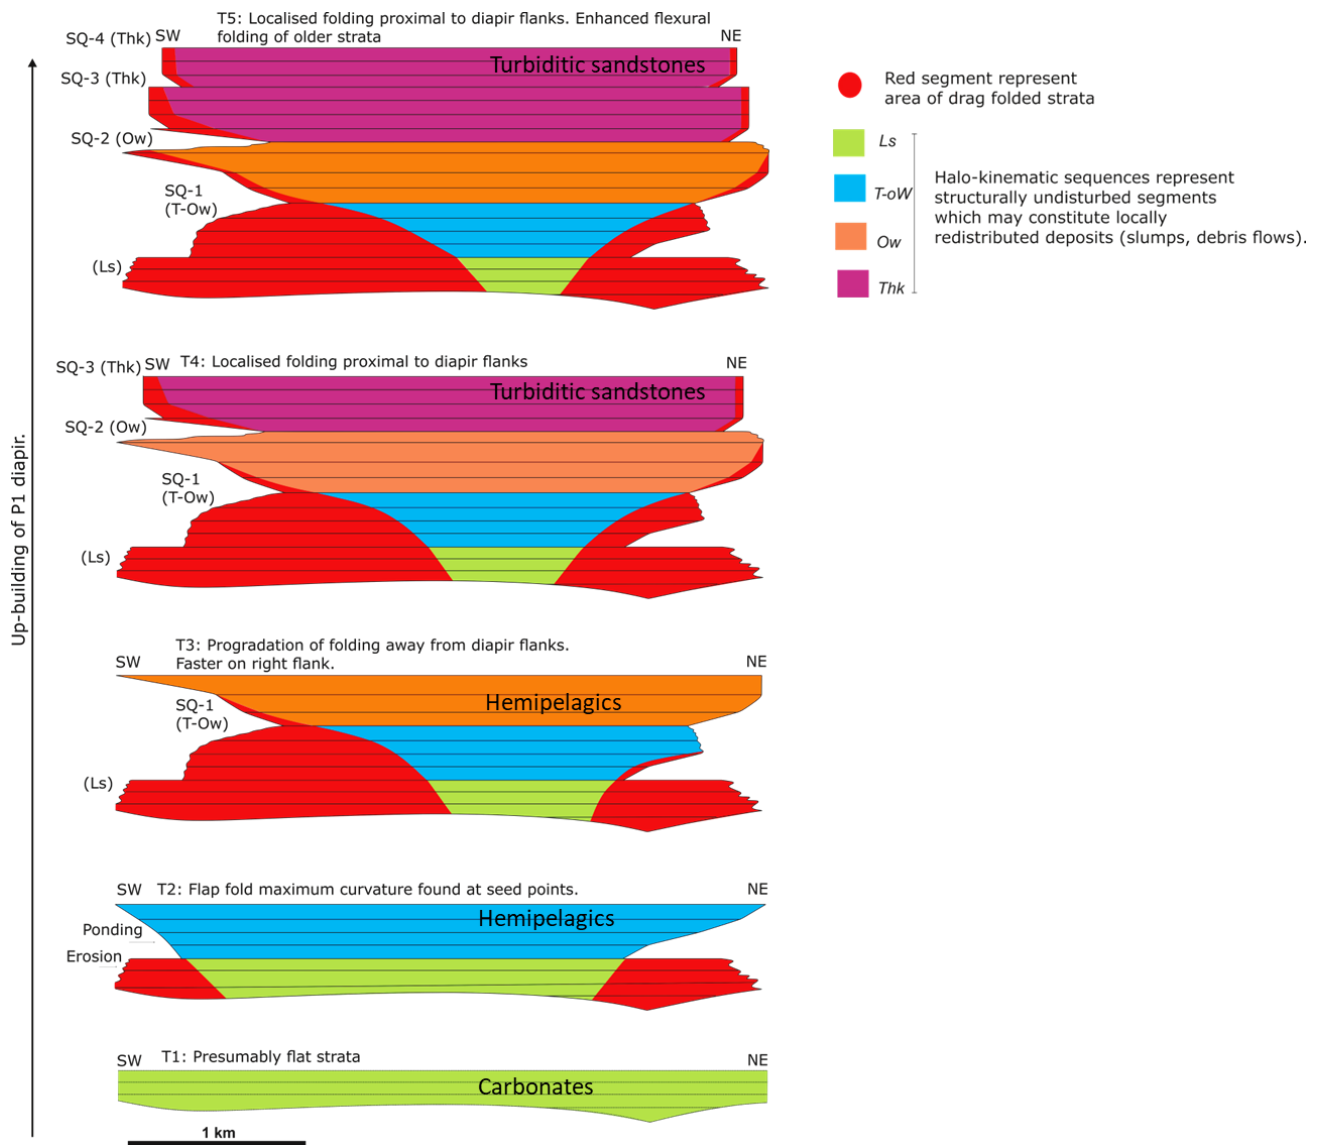 T5: Localised folding proximal to diapir flanks. Enhanced flexural
folding of older strata
SQ-4 (Thk) SW
NE
Turbiditic sandstones
SQ-3 (Thk)
SQ-2 (Ow)
SQ-1
(T-Ow)
(Ls)
Red segment represent
area of drag folded strata
Ls
T-oW
Ow
Thk
Halo-kinematic sequences represent
structurally undisturbed segments
which may constitute locally
redistributed deposits (slumps, debris flows).
T4: Localised folding proximal to diapir flanks
SQ-3 (Thk) SW
NE
Turbiditic sandstones
SQ-2 (Ow)
SQ-1
(T-Ow)
(Ls)
Up-building of P1 diapir.
T3: Progradation of folding away from diapir flanks.
Faster on right flank.
SW
NE
Hemipelagics
SQ-1
(T-Ow)
(Ls)
SW
T2: Flap fold maximum curvature found at seed points.
NE
Hemipelagics
Ponding
Erosion
SW
T1: Presumably flat strata
NE
Carbonates
1 km